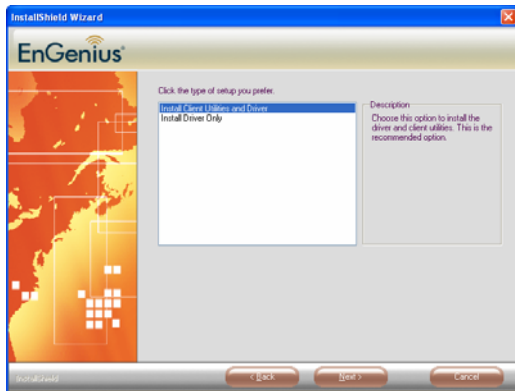 InstallShield Wizard
EnGenius
Click the type of setup you prefer.
Install Client Utilities and Driver
Install Driver Only
Description
Choose this option to install the
driver and client utilities. This is the
recommended option.
InstallShield
< Back
Next >
Cancel